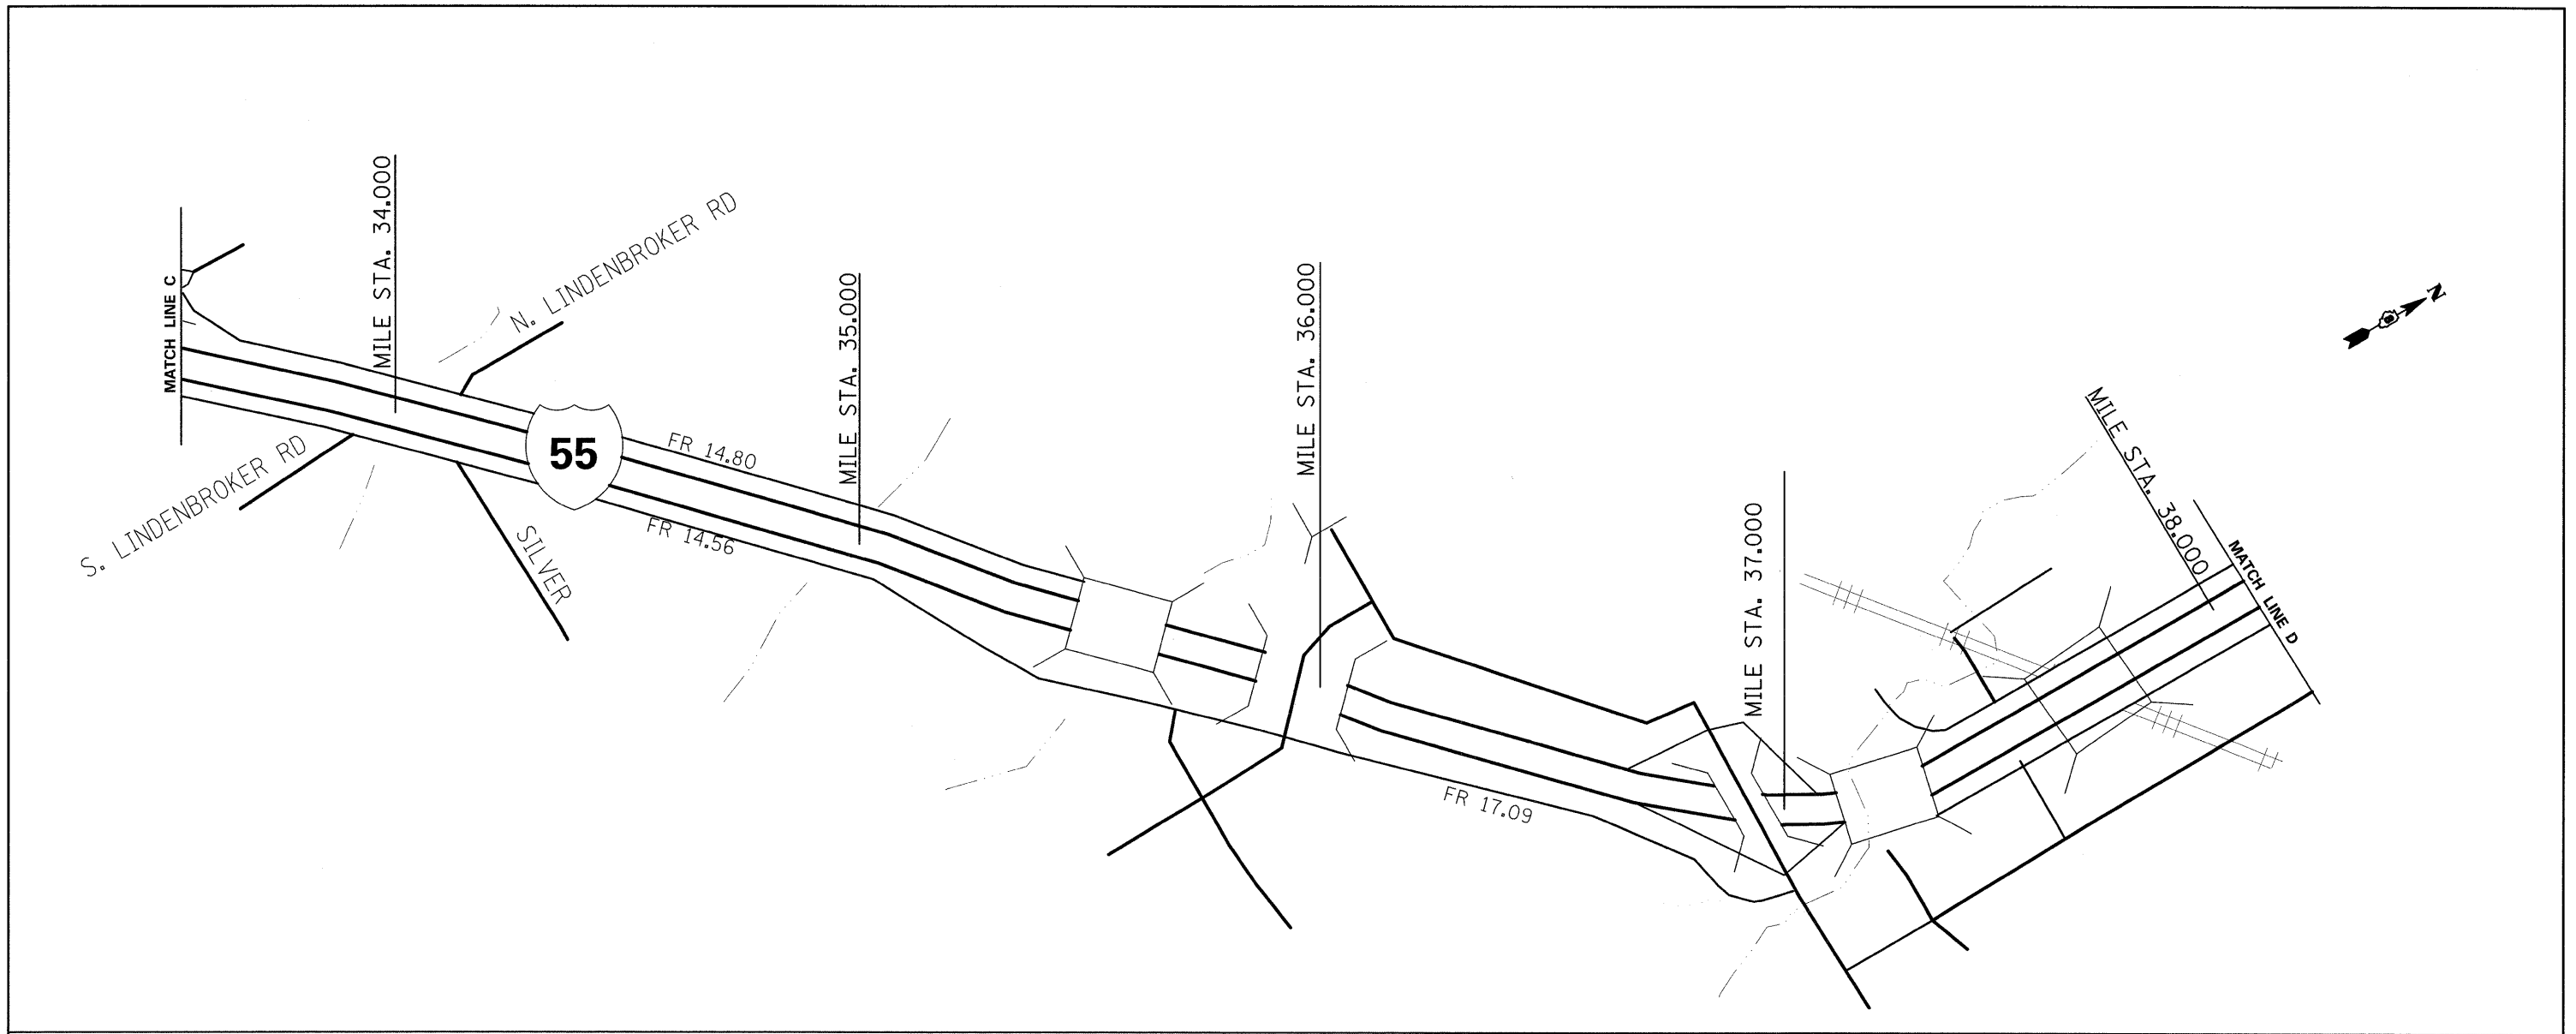 MATCH LINE C
MILE STA. 34.000
N. LINDENBROKER RD
S. LINDENBROKER RD
SILVER
55
FR 14.80
FR 14.56
MILE STA. 35.000
MILE STA. 36.000
FR 17.09
MILE STA. 37.000
MILE STA. 38.000
MATCH LINE D
N